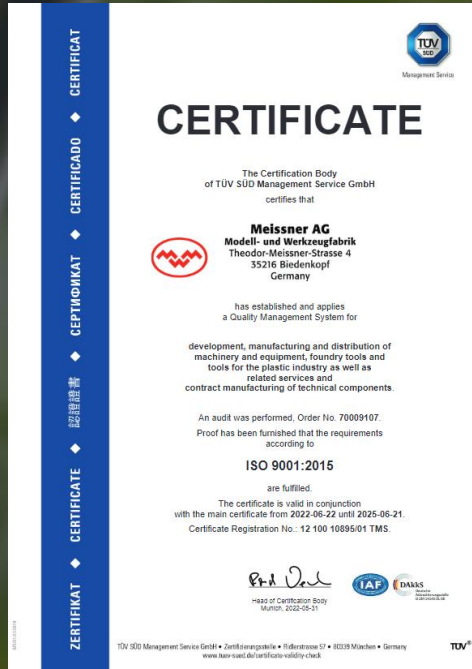 TÜV
SÜD
Management Service
CERTIFICATE
The Certification Body
of TÜV SÜD Management Service GmbH
certifies that
Meissner AG
Modell- und Werkzeugfabrik
Theodor-Meissner-Strasse 4
35216 Biedenkopf
Germany
has established and applies
a Quality Management System for
development, manufacturing and distribution of
machinery and equipment, foundry tools and
tools for the plastic industry as well as
related services and
contract manufacturing of technical components.
An audit was performed, Order No. 70009107.
Proof has been furnished that the requirements
according to
ISO 9001:2015
are fulfilled.
The certificate is valid in conjunction
with the main certificate from 2022-06-22 until 2025-06-21.
Certificate Registration No.: 12 100 10895/01 TMS.
Head of Certification Body
Munich, 2022-05-31
IAF
DAkkS
TÜV SÜD Management Service GmbH • Zertifizierungsstelle • Ridlerstrasse 57 • 80339 München • Germany
www.tuev-sued.de/certificate-validity-check
TÜV®
ZERTIFIKAT ◆ CERTIFICATE ◆ 認證證書 ◆ СЕРТИФИКАТ ◆ CERTIFICADO ◆ CERTIFICAT